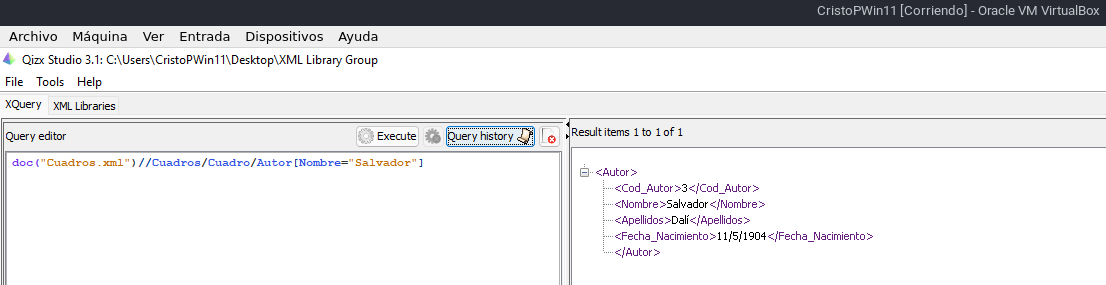 CristoPWin11 [Corriendo] - Oracle VM VirtualBox
Archivo Máquina Ver Entrada Dispositivos Ayuda
Qizx Studio 3.1: C:\Users\CristoPWin11\Desktop\XML Library Group
File Tools Help
XQuery XML Libraries
Query editor Execute Query history Result items 1 to 1 of 1
doc("Cuadros.xml")//Cuadros/Cuadro/Autor[Nombre="Salvador"]
<Autor>
<Cod_Autor>3</Cod_Autor>
<Nombre>Salvador</Nombre>
<Apellidos>Dalí</Apellidos>
<Fecha_Nacimiento>11/5/1904</Fecha_Nacimiento>
</Autor>